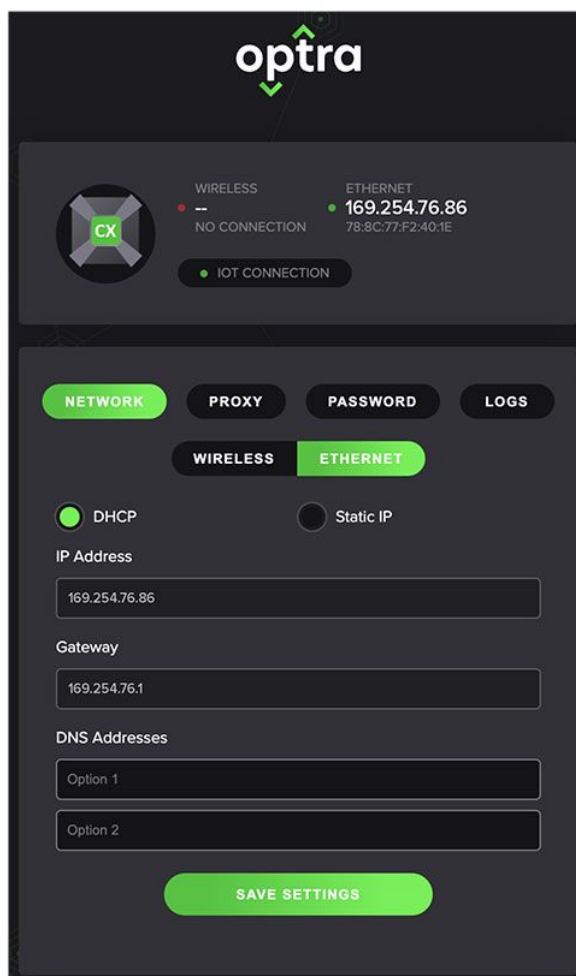 optra
WIRELESS
--
NO CONNECTION
ETHERNET
169.254.76.86
78:8C:77:F2:40:1E
CX
IOT CONNECTION
NETWORK PROXY PASSWORD LOGS
WIRELESS ETHERNET
DHCP Static IP
IP Address
169.254.76.86
Gateway
169.254.76.1
DNS Addresses
Option 1
Option 2
SAVE SETTINGS